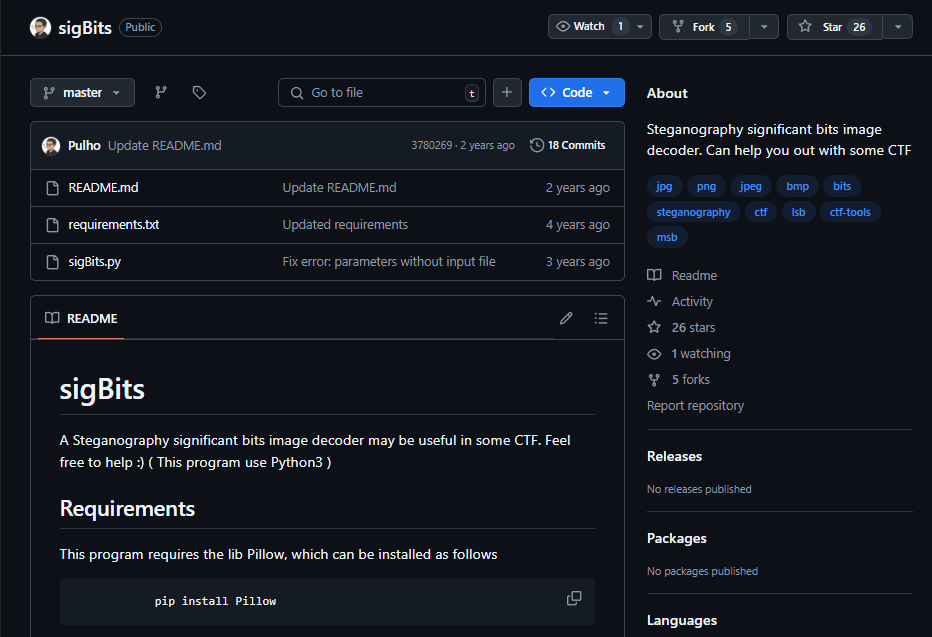 sigBits Public Watch 1 Fork 5 Star 26
master Go to file t Code
Pulho Update README.md 3780269 · 2 years ago 18 Commits
README.md Update README.md 2 years ago
requirements.txt Updated requirements 4 years ago
sigBits.py Fix error: parameters without input file 3 years ago
README
sigBits
A Steganography significant bits image decoder may be useful in some CTF. Feel
free to help :) ( This program use Python3 )
Requirements
This program requires the lib Pillow, which can be installed as follows
pip install Pillow
About
Steganography significant bits image
decoder. Can help you out with some CTF
jpg png jpeg bmp bits
steganography ctf lsb ctf-tools
msb
Readme
Activity
26 stars
1 watching
5 forks
Report repository
Releases
No releases published
Packages
No packages published
Languages